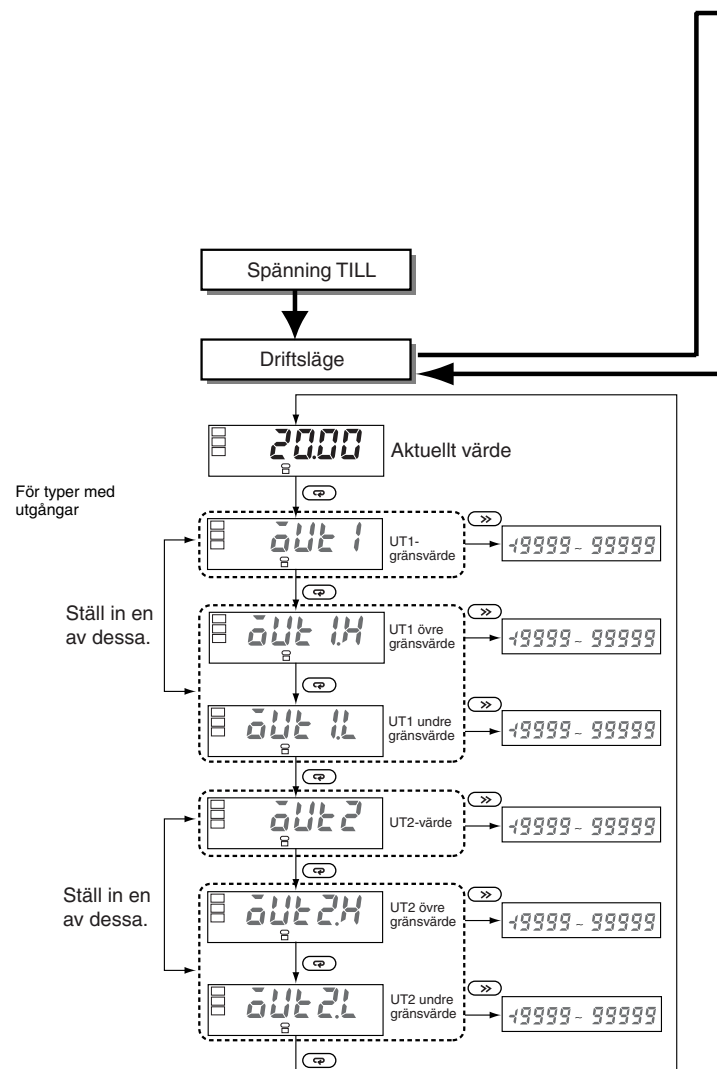 Spänning TILL
Driftsläge
20.00
Aktuellt värde
För typer med
utgångar
Ställ in en
av dessa.
oUt 1
UT1-
gränsvärde
-19999 ~ 99999
oUt 1.H
UT1 övre
gränsvärde
-19999 ~ 99999
oUt 1.L
UT1 undre
gränsvärde
-19999 ~ 99999
Ställ in en
av dessa.
oUt2
UT2-värde
-19999 ~ 99999
oUt2.H
UT2 övre
gränsvärde
-19999 ~ 99999
oUt2.L
UT2 undre
gränsvärde
-19999 ~ 99999